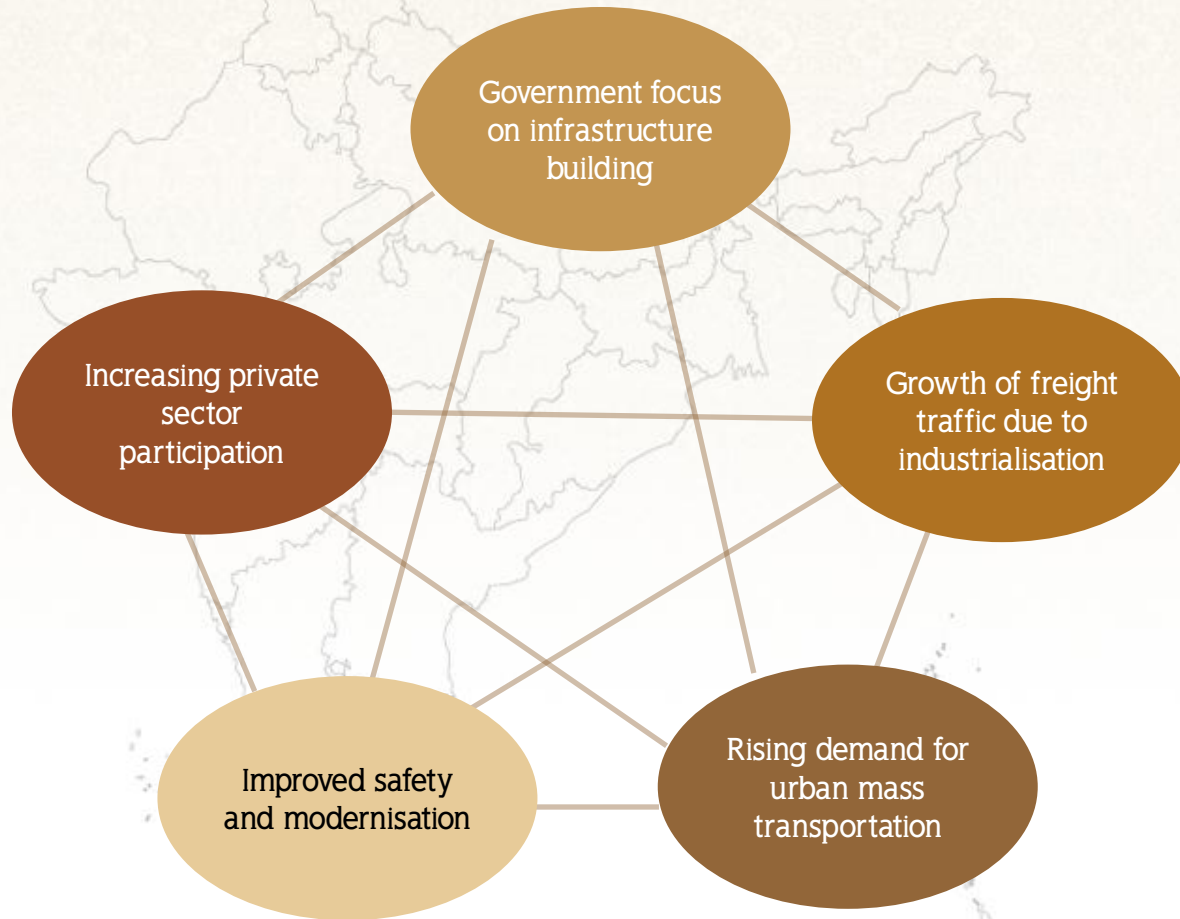 Government focus
on infrastructure
building
Increasing private
sector
participation
Growth of freight
traffic due to
industrialisation
Improved safety
and modernisation
Rising demand for
urban mass
transportation